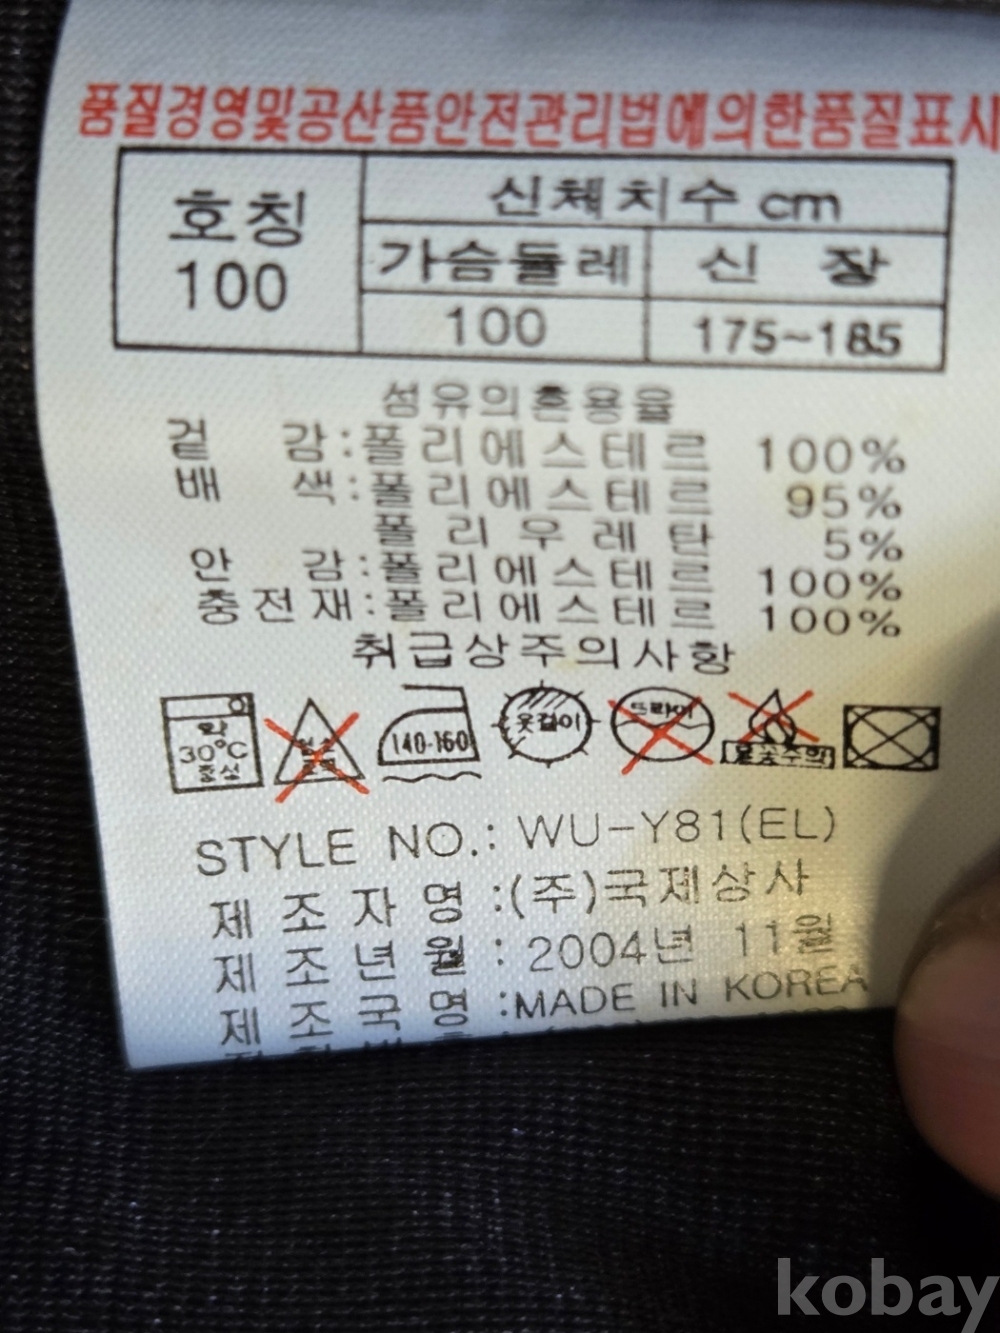 품질경영및공산품안전관리법에의한품질표시
호칭 신체치수 cm
100 가슴둘레 신 장
100 175~185
섬유의혼용율
겉 감:폴리에스테르 100%
배 색:폴리에스테르 95%
폴리우레탄 5%
안 감:폴리에스테르 100%
충전재:폴리에스테르 100%
취급상주의사항
약 30°C 중성 140-160 옷걸이 드라이
STYLE NO.: WU-Y81(EL)
제조자명:(주)국제상사
제조년월: 2004년 11월
제조국명:MADE IN KOREA
kobay